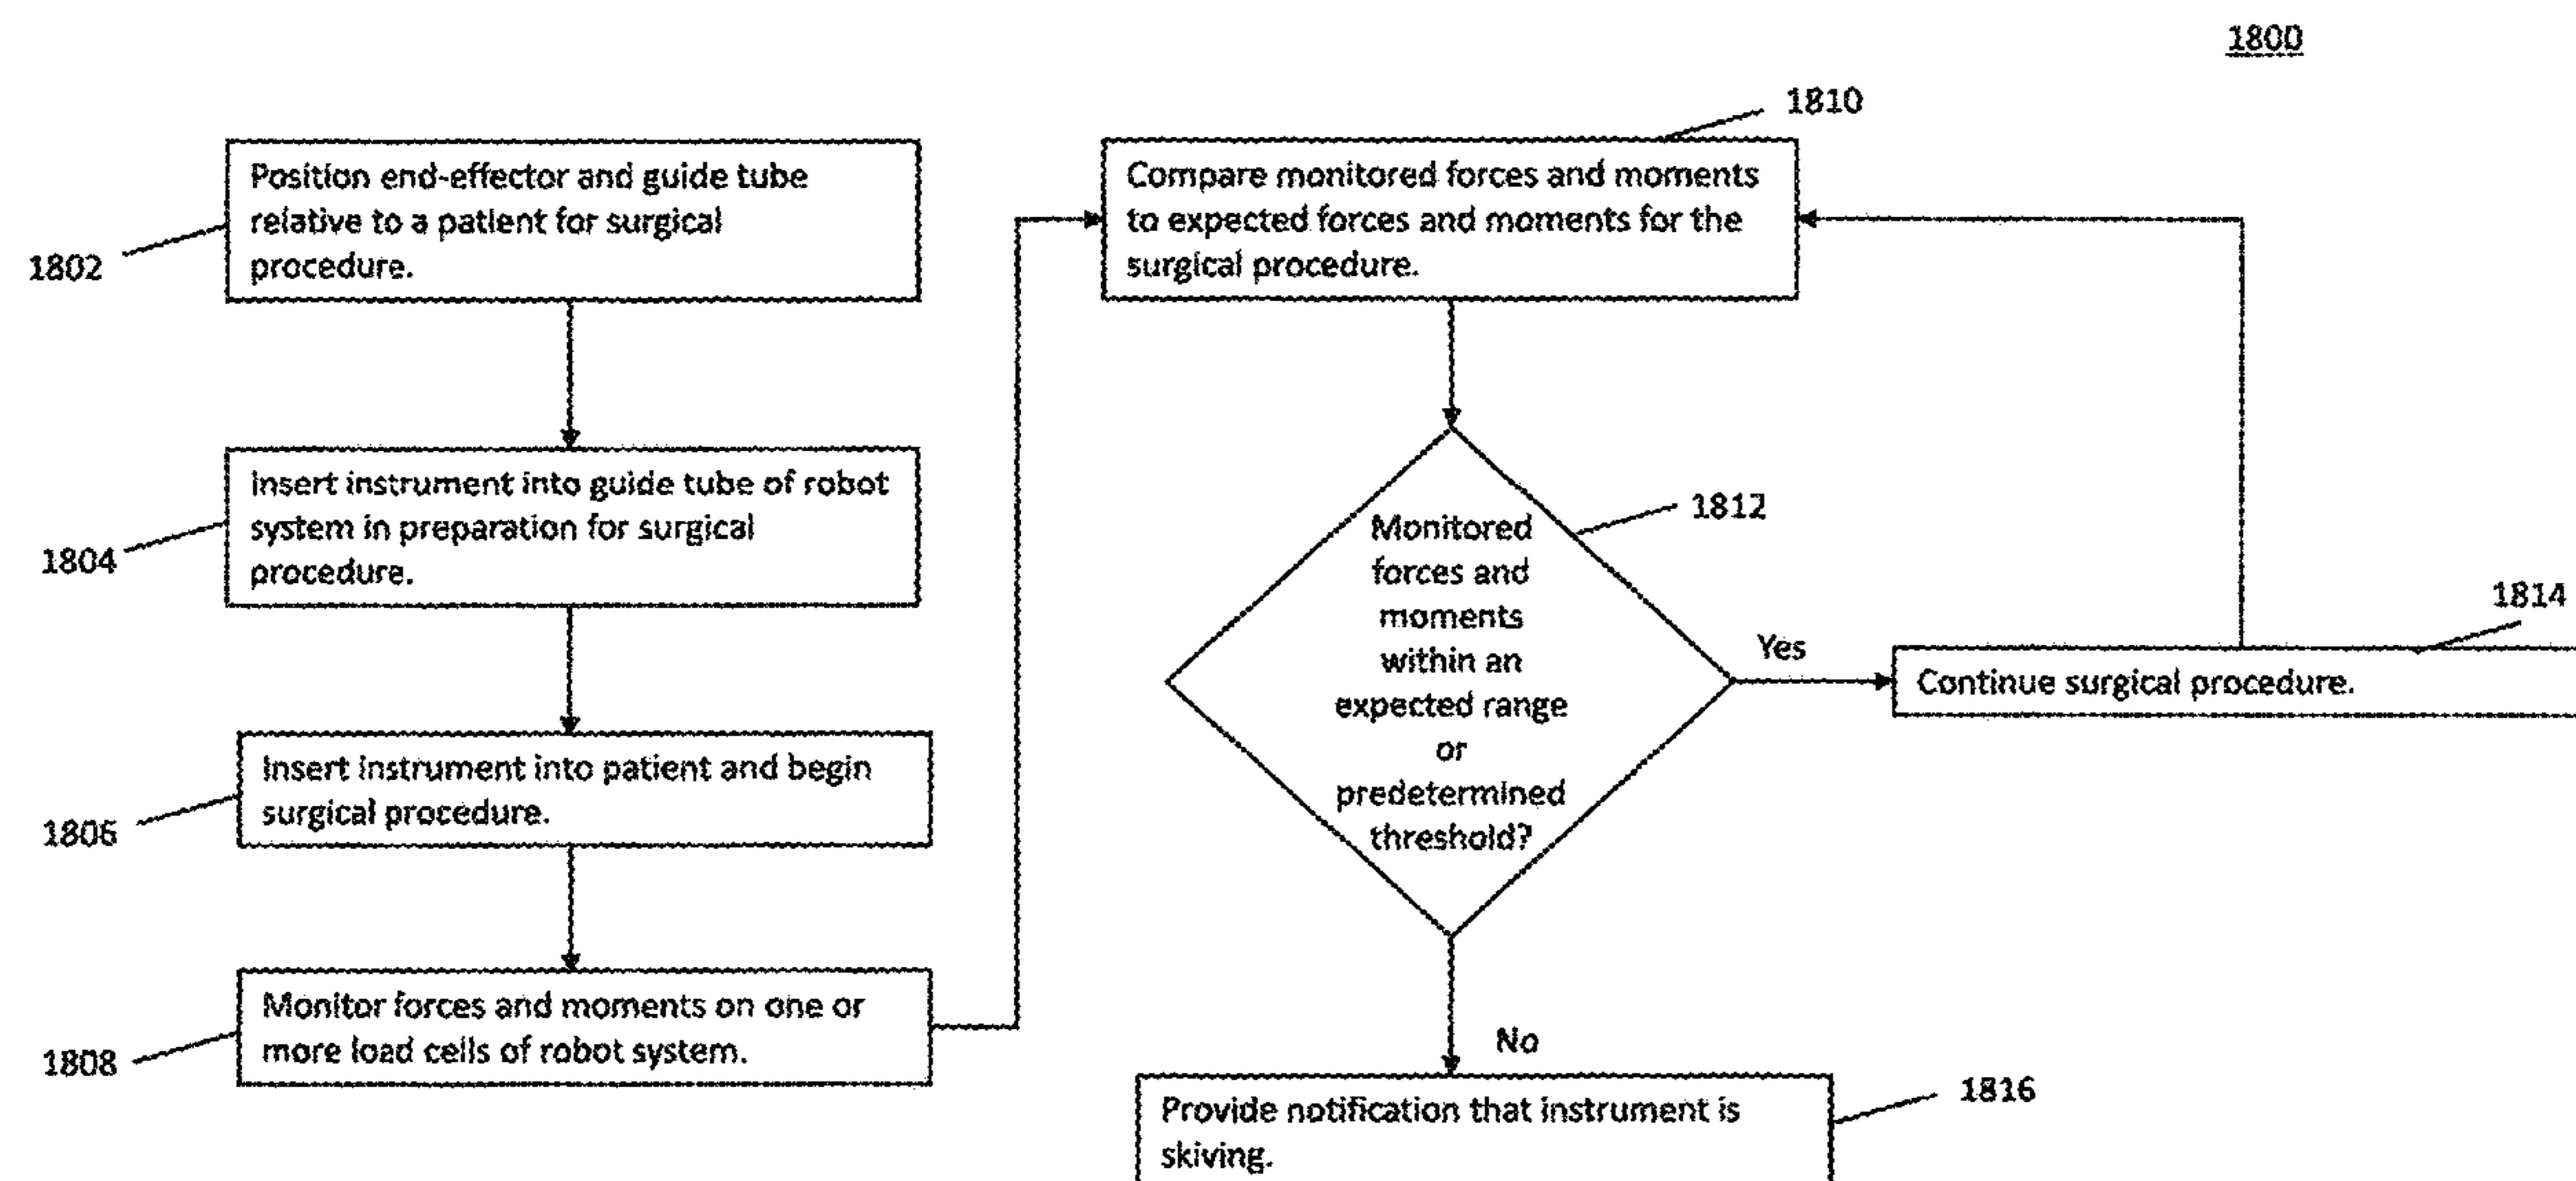 1800
1802
Position end-effector and guide tube
relative to a patient for surgical
procedure.
1804
Insert instrument into guide tube of robot
system in preparation for surgical
procedure.
1806
Insert instrument into patient and begin
surgical procedure.
1808
Monitor forces and moments on one or
more load cells of robot system.
1810
Compare monitored forces and moments
to expected forces and moments for the
surgical procedure.
1812
Monitored
forces and
moments
within an
expected range
or
predetermined
threshold?
Yes
1814
Continue surgical procedure.
No
1816
Provide notification that instrument is
skiving.